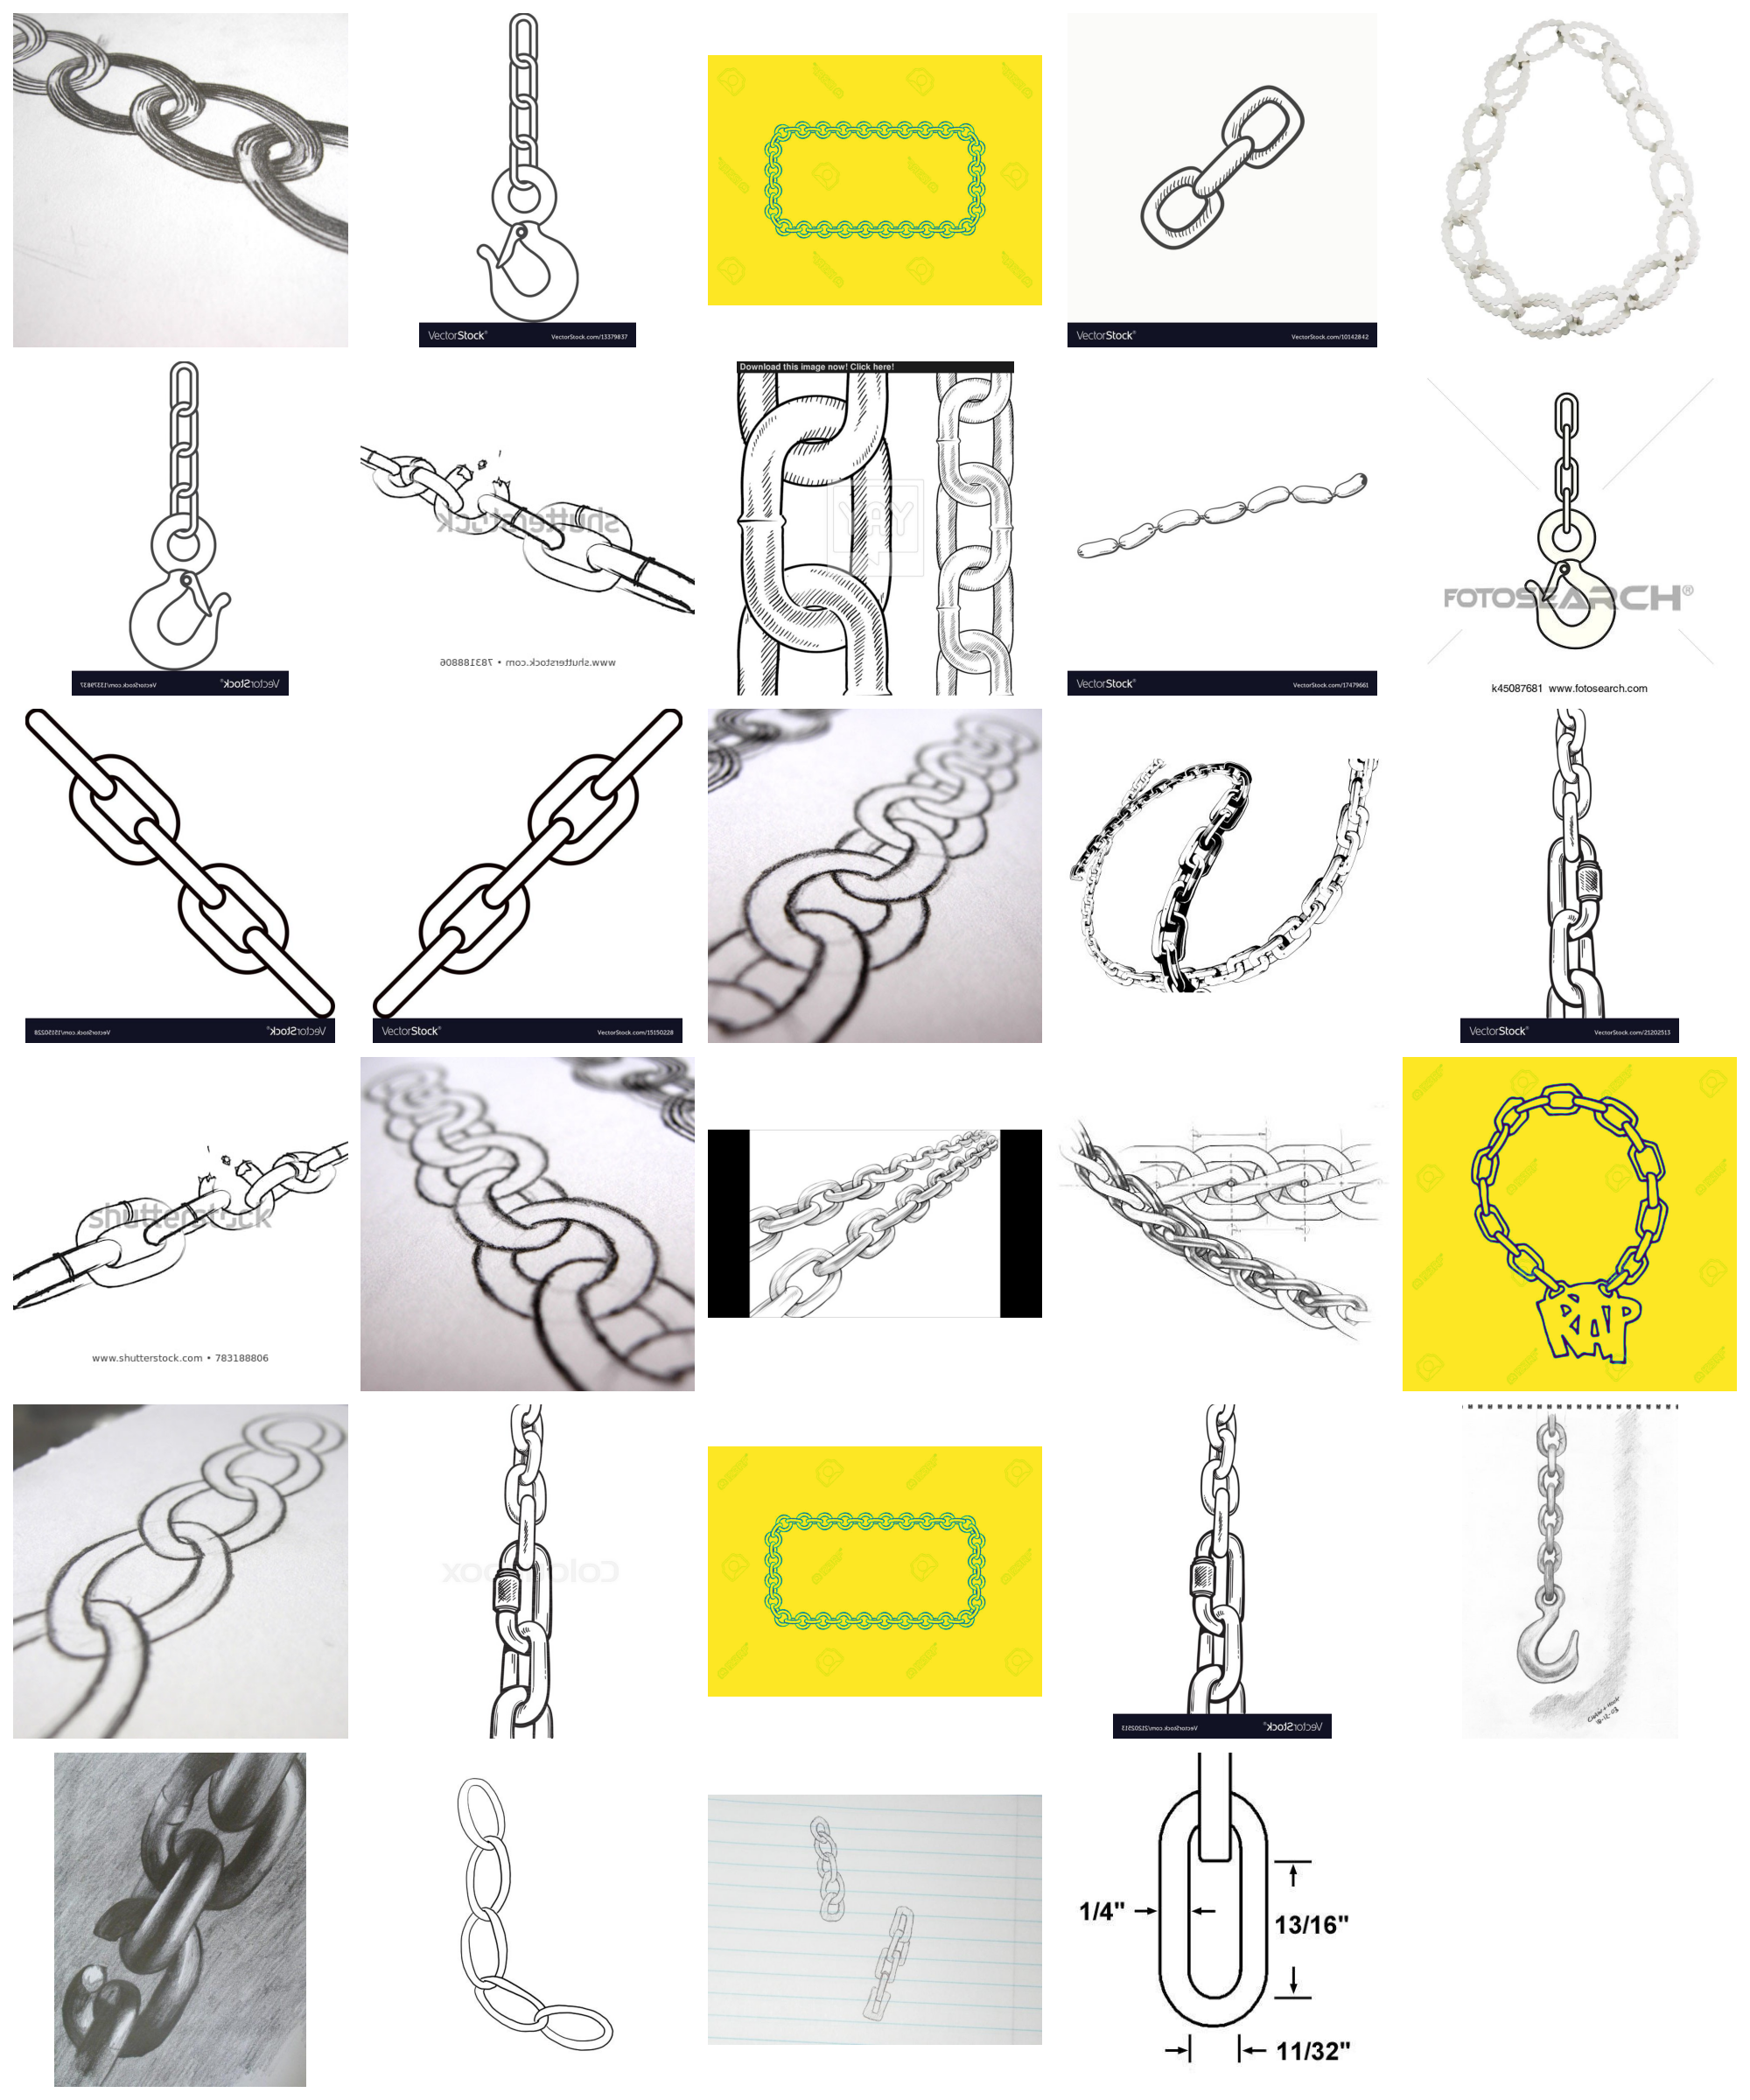 VectorStock® VectorStock.com/13379837
VectorStock® VectorStock.com/10142842
VectorStock® VectorStock.com/13379837
Download this image now! Click here!
shutterstock
www.shutterstock.com • 783188806
YAY
VectorStock® VectorStock.com/17479661
FOTOSEARCH®
k45087681 www.fotosearch.com
VectorStock® VectorStock.com/15150228
VectorStock® VectorStock.com/15150228
VectorStock® VectorStock.com/21202513
shutterstock
www.shutterstock.com • 783188806
RAP
Colourbox
VectorStock® VectorStock.com/21202513
1/4"
13/16"
11/32"